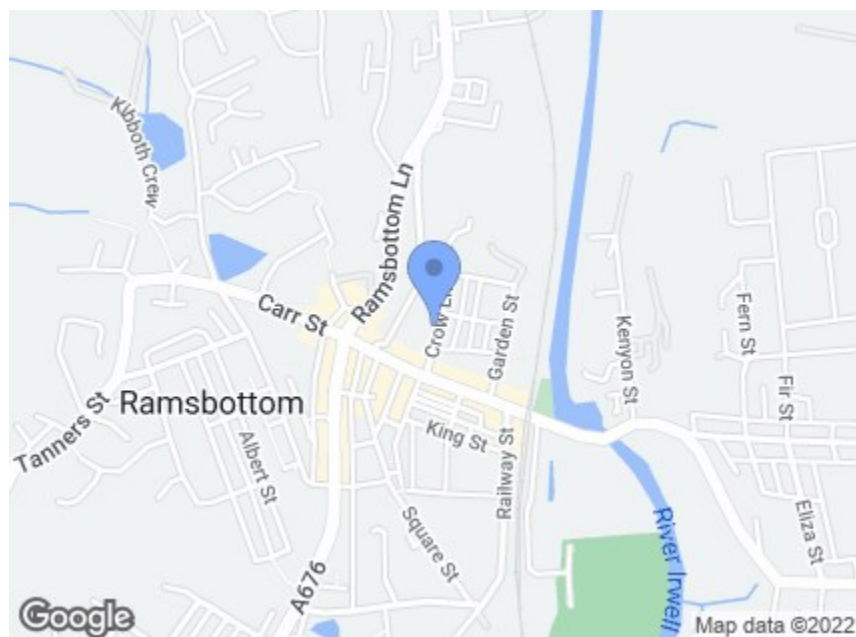 Kibboth Crew
Ramsbottom Ln
Carr St
Crow Ln
Garden St
Kenyon St
Fern St
Fir St
Ramsbottom
Tanners St
Albert St
King St
Railway St
Square St
River Irwell
Eliza St
A676
Google
Map data ©2022